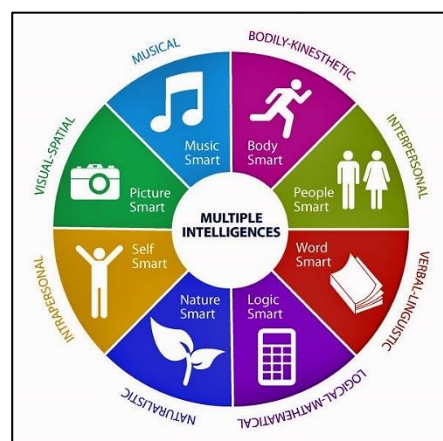 MUSICAL
BODILY-KINESTHETIC
INTERPERSONAL
VERBAL-LINGUISTIC
LOGICAL-MATHEMATICAL
NATURALISTIC
INTRAPERSONAL
VISUAL-SPATIAL
Music
Smart
Body
Smart
People
Smart
Word
Smart
Logic
Smart
Nature
Smart
Self
Smart
Picture
Smart
MULTIPLE
INTELLIGENCES